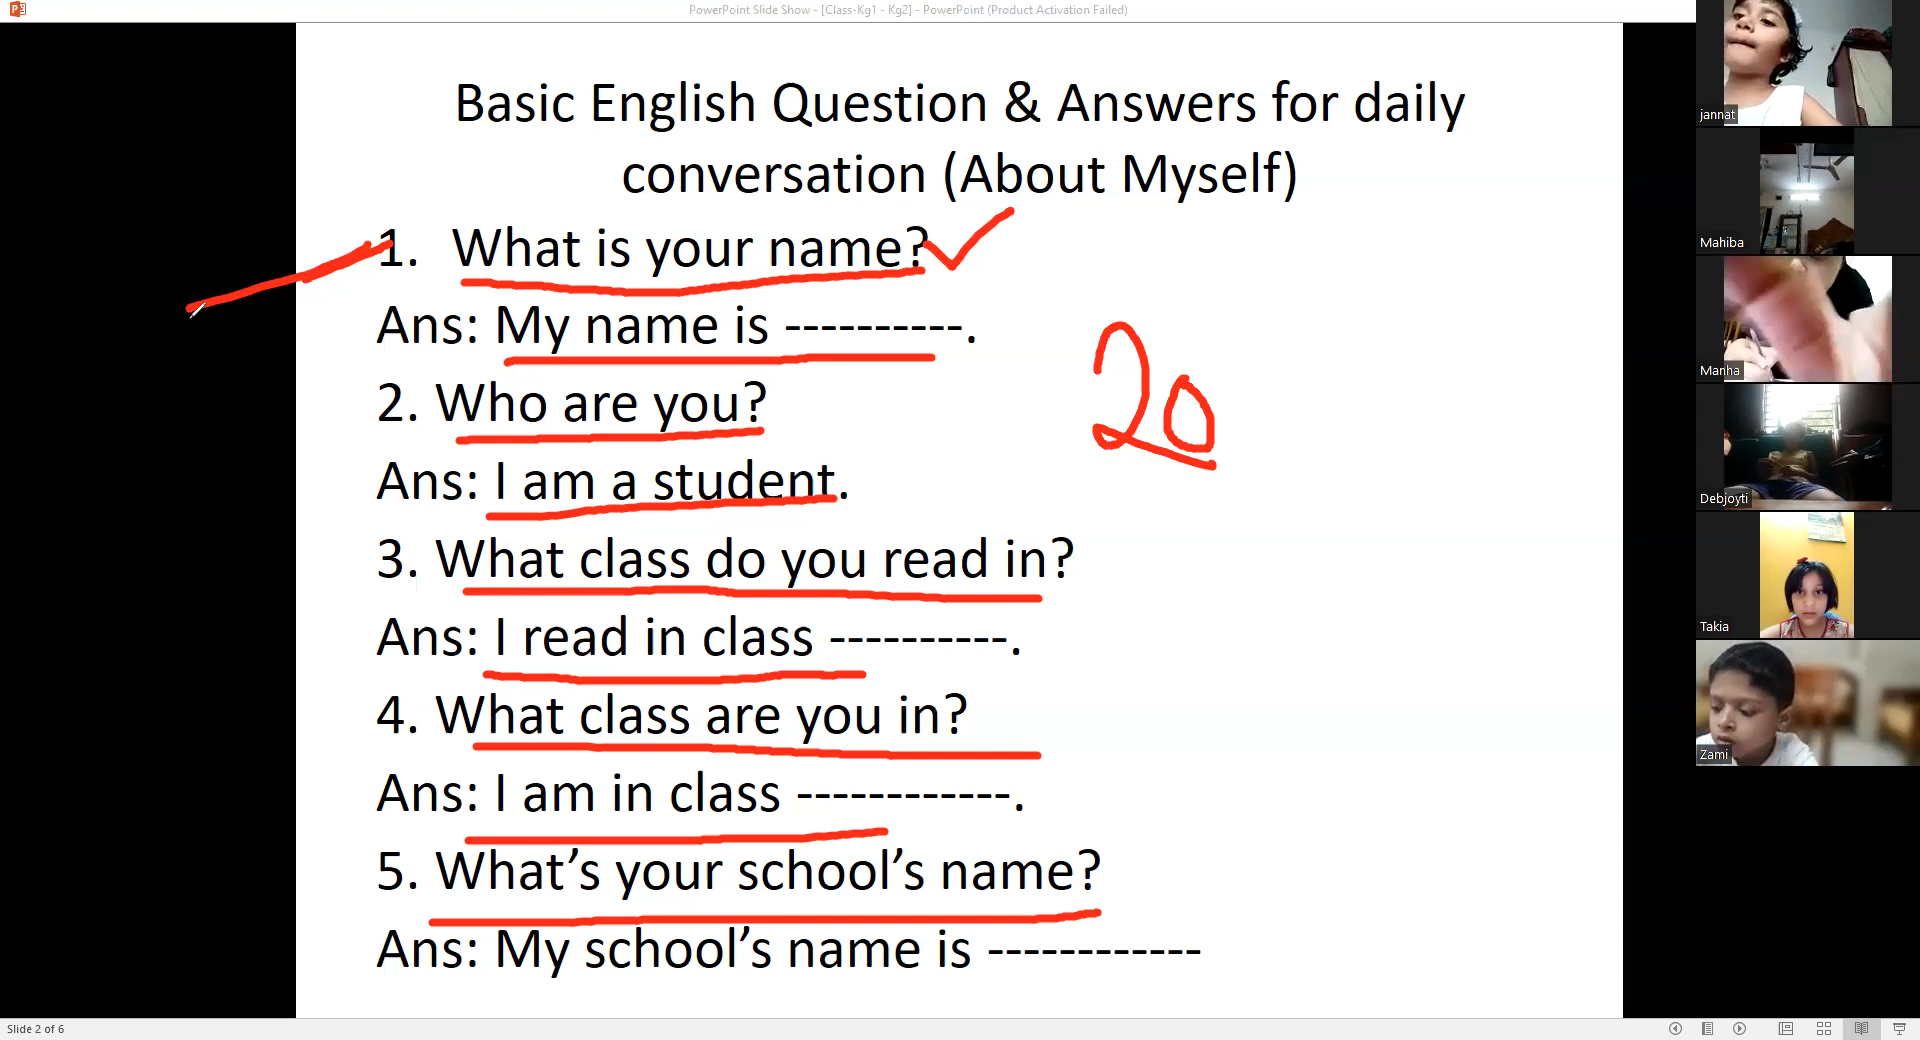 PowerPoint Slide Show - [Class-Kg1 - Kg2] - PowerPoint (Product Activation Failed)
Basic English Question & Answers for daily
conversation (About Myself)
1. What is your name?
Ans: My name is ----------.
20
2. Who are you?
Ans: I am a student.
3. What class do you read in?
Ans: I read in class ----------.
4. What class are you in?
Ans: I am in class ------------.
5. What’s your school’s name?
Ans: My school’s name is ------------
jannat
Mahiba
Manha
Debjoyti
Takia
Zami
Slide 2 of 6